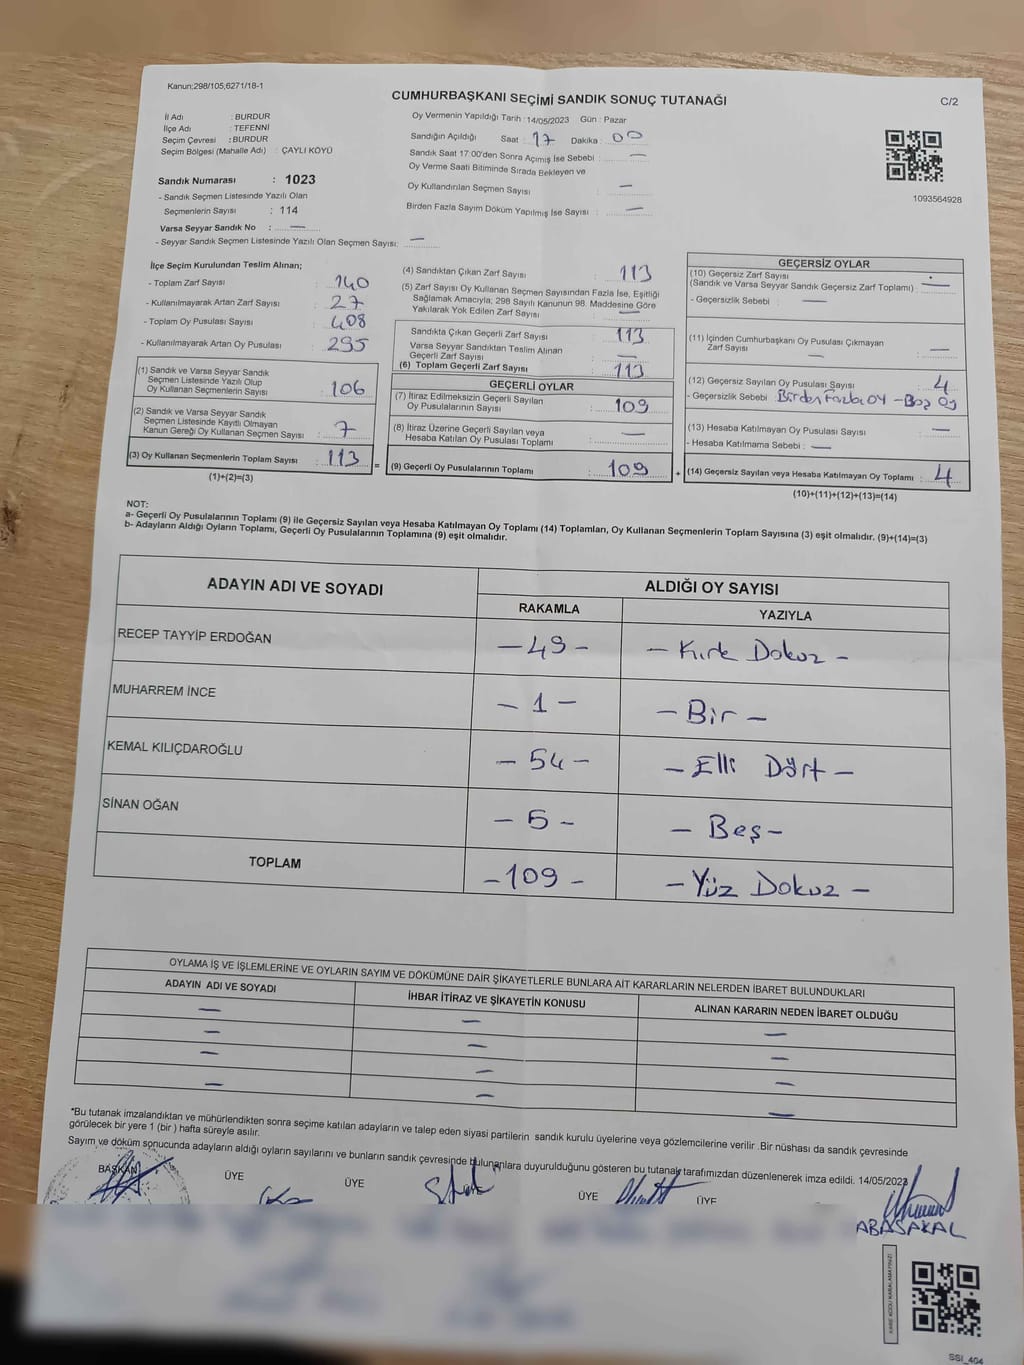 Kanun;298/105,6271/18-1
CUMHURBAŞKANI SEÇİMİ SANDIK SONUÇ TUTANAĞI
C/2
İl Adı : BURDUR
İlçe Adı : TEFENNİ
Seçim Çevresi : BURDUR
Seçim Bölgesi (Mahalle Adı) : ÇAYLI KÖYÜ
Sandık Numarası : 1023
- Sandık Seçmen Listesinde Yazılı Olan
Seçmenlerin Sayısı : 114
Varsa Seyyar Sandık No : —
- Seyyar Sandık Seçmen Listesinde Yazılı Olan Seçmen Sayısı: —
Oy Vermenin Yapıldığı Tarih :14/05/2023 Gün : Pazar
Sandığın Açıldığı Saat : 17 Dakika : 00
Sandık Saat 17:00'den Sonra Açımış İse Sebebi : —
Oy Verme Saati Bitiminde Sırada Bekleyen ve
Oy Kullandırılan Seçmen Sayısı : —
Birden Fazla Sayım Döküm Yapılmış İse Sayısı : —
1093564928
İlçe Seçim Kurulundan Teslim Alınan;
- Toplam Zarf Sayısı : 140
- Kullanılmayarak Artan Zarf Sayısı : 27
- Toplam Oy Pusulası Sayısı : 408
- Kullanılmayarak Artan Oy Pusulası : 295
(1) Sandık ve Varsa Seyyar Sandık
Seçmen Listesinde Yazılı Olup
Oy Kullanan Seçmenlerin Sayısı : 106
(2) Sandık ve Varsa Seyyar Sandık
Seçmen Listesinde Kayıtlı Olmayan
Kanun Gereği Oy Kullanan Seçmen Sayısı : 7
(3) Oy Kullanan Seçmenlerin Toplam Sayısı : 113
(1)+(2)=(3)
(4) Sandıktan Çıkan Zarf Sayısı : 113
(5) Zarf Sayısı Oy Kullanan Seçmen Sayısından Fazla İse, Eşitliği
Sağlamak Amacıyla; 298 Sayılı Kanunun 98. Maddesine Göre
Yakılarak Yok Edilen Zarf Sayısı : —
Sandıkta Çıkan Geçerli Zarf Sayısı : 113
Varsa Seyyar Sandıktan Teslim Alınan
Geçerli Zarf Sayısı : —
(6) Toplam Geçerli Zarf Sayısı : 113
GEÇERLİ OYLAR
(7) İtiraz Edilmeksizin Geçerli Sayılan
Oy Pusulalarının Sayısı : 109
(8) İtiraz Üzerine Geçerli Sayılan veya
Hesaba Katılan Oy Pusulası Toplamı : —
(9) Geçerli Oy Pusulalarının Toplamı : 109
GEÇERSİZ OYLAR
(10) Geçersiz Zarf Sayısı
(Sandık ve Varsa Seyyar Sandık Geçersiz Zarf Toplamı) : —
- Geçersizlik Sebebi : —
(11) İçinden Cumhurbaşkanı Oy Pusulası Çıkmayan
Zarf Sayısı : —
(12) Geçersiz Sayılan Oy Pusulası Sayısı : 4
- Geçersizlik Sebebi : Birden Fazla Oy - Boş Oy
(13) Hesaba Katılmayan Oy Pusulası Sayısı : —
- Hesaba Katılmama Sebebi : —
(14) Geçersiz Sayılan veya Hesaba Katılmayan Oy Toplamı : 4
(10)+(11)+(12)+(13)=(14)
NOT:
a- Geçerli Oy Pusulalarının Toplamı (9) ile Geçersiz Sayılan veya Hesaba Katılmayan Oy Toplamı (14) Toplamları, Oy Kullanan Seçmenlerin Toplam Sayısına (3) eşit olmalıdır. (9)+(14)=(3)
b- Adayların Aldığı Oyların Toplamı, Geçerli Oy Pusulalarının Toplamına (9) eşit olmalıdır.
ADAYIN ADI VE SOYADI ALDIĞI OY SAYISI
RAKAMLA YAZIYLA
RECEP TAYYİP ERDOĞAN - 49 - - Kırk Dokuz -
MUHARREM İNCE - 1 - - Bir -
KEMAL KILIÇDAROĞLU - 54 - - Elli Dört -
SİNAN OĞAN - 5 - - Beş -
TOPLAM - 109 - - Yüz Dokuz -
OYLAMA İŞ VE İŞLEMLERİNE VE OYLARIN SAYIM VE DÖKÜMÜNE DAİR ŞİKAYETLERLE BUNLARA AİT KARARLARIN NELERDEN İBARET BULUNDUKLARI
ADAYIN ADI VE SOYADI İHBAR İTİRAZ VE ŞİKAYETİN KONUSU ALINAN KARARIN NEDEN İBARET OLDUĞU
— — —
— — —
— — —
— — —
*Bu tutanak imzalandıktan ve mühürlendikten sonra seçime katılan adayların ve talep eden siyasi partilerin sandık kurulu üyelerine veya gözlemcilerine verilir .Bir nüshası da sandık çevresinde
görülecek bir yere 1 (bir ) hafta süreyle asılır.
Sayım ve döküm sonucunda adayların aldığı oyların sayılarını ve bunların sandık çevresinde bulunanlara duyurulduğunu gösteren bu tutanak tarafımızdan düzenlenerek imza edildi. 14/05/2023
BAŞKAN ÜYE ÜYE ÜYE ÜYE
ABASAKAL
SSI_404